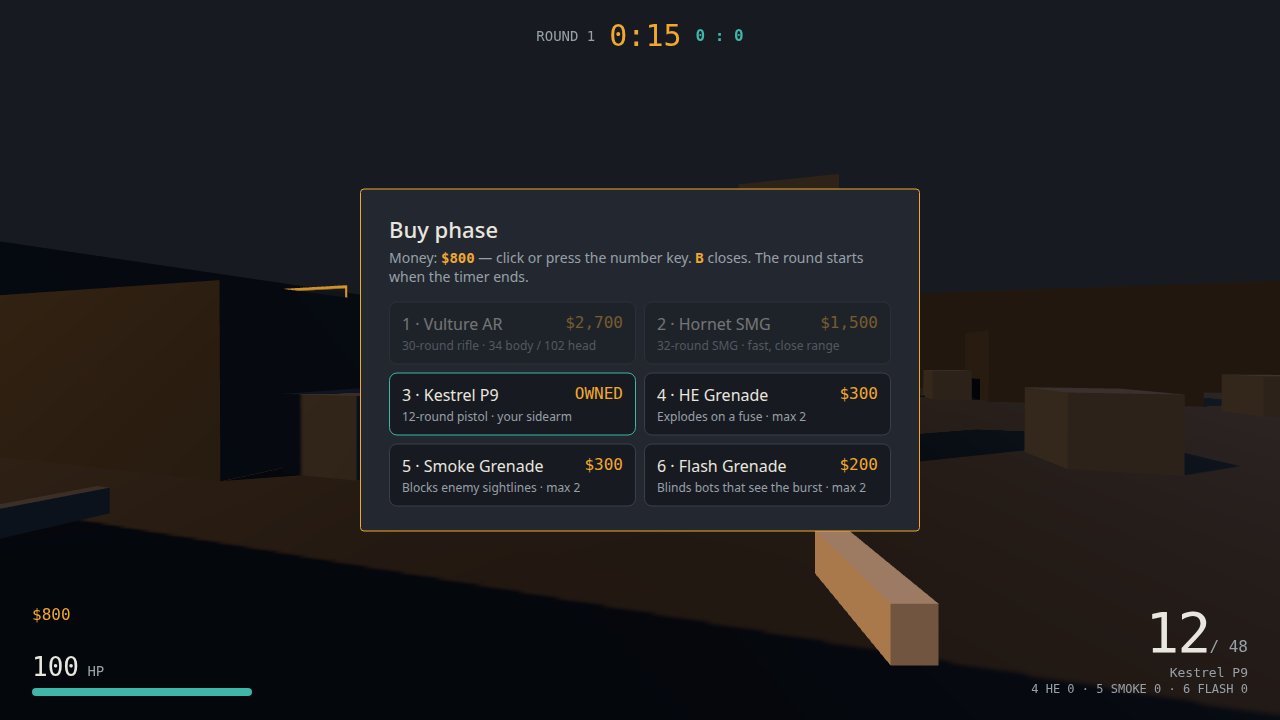 ROUND 1 0:15 0 : 0
Buy phase
Money: $800 — click or press the number key. B closes. The round starts
when the timer ends.
1 · Vulture AR $2,700
30-round rifle · 34 body / 102 head
2 · Hornet SMG $1,500
32-round SMG · fast, close range
3 · Kestrel P9 OWNED
12-round pistol · your sidearm
4 · HE Grenade $300
Explodes on a fuse · max 2
5 · Smoke Grenade $300
Blocks enemy sightlines · max 2
6 · Flash Grenade $200
Blinds bots that see the burst · max 2
$800
100 HP
12 / 48
Kestrel P9
4 HE 0 · 5 SMOKE 0 · 6 FLASH 0